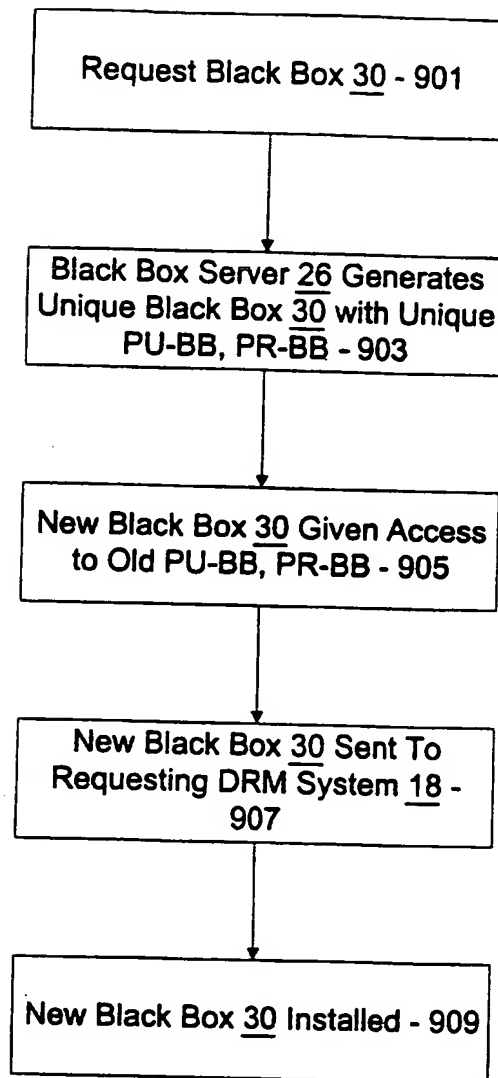 Request Black Box 30 - 901
Black Box Server 26 Generates
Unique Black Box 30 with Unique
PU-BB, PR-BB - 903
New Black Box 30 Given Access
to Old PU-BB, PR-BB - 905
New Black Box 30 Sent To
Requesting DRM System 18 -
907
New Black Box 30 Installed - 909